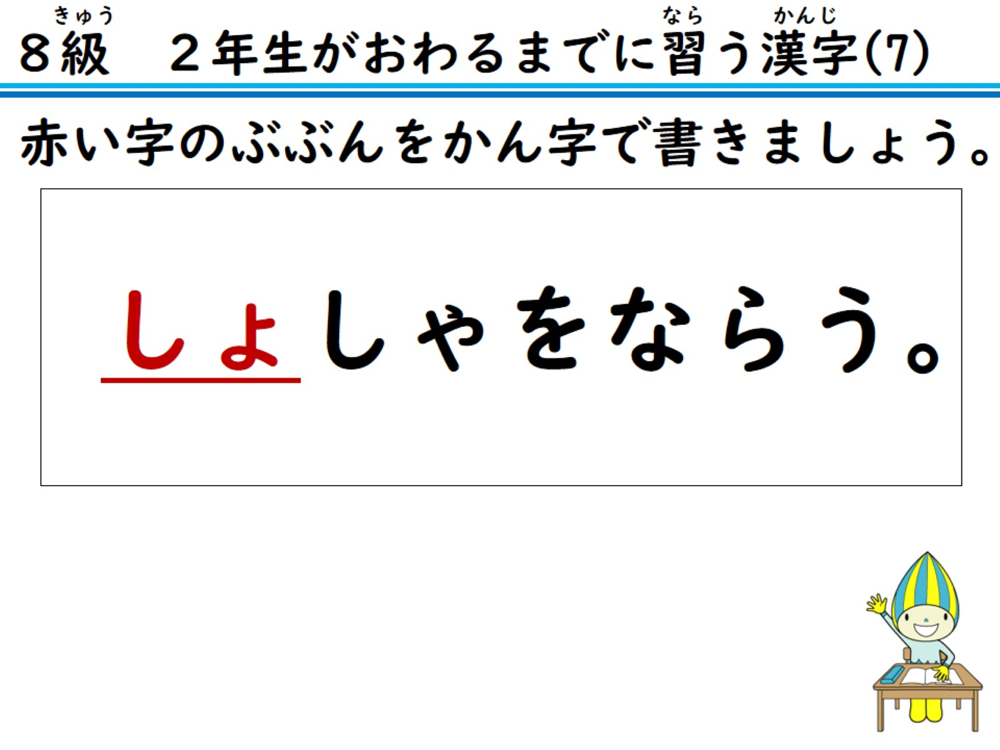 きゅう なら かんじ
８級　２年生がおわるまでに習う漢字(7)
赤い字のぶぶんをかん字で書きましょう。
しょしゃをならう。